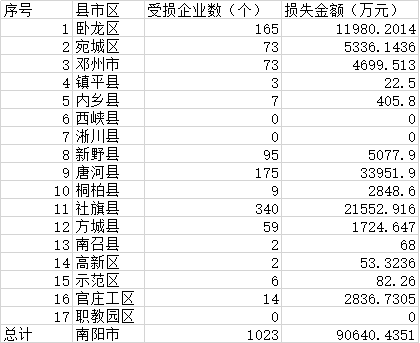 序号 县市区 受损企业数（个） 损失金额（万元）
1 卧龙区 165 11980.2014
2 宛城区 73 5336.1436
3 邓州市 73 4699.513
4 镇平县 3 22.5
5 内乡县 7 405.8
6 西峡县 0 0
7 淅川县 0 0
8 新野县 95 5077.9
9 唐河县 175 33951.9
10 桐柏县 9 2848.6
11 社旗县 340 21552.916
12 方城县 59 1724.647
13 南召县 2 68
14 高新区 2 53.3236
15 示范区 6 82.26
16 官庄工区 14 2836.7305
17 职教园区 0 0
总计 南阳市 1023 90640.4351